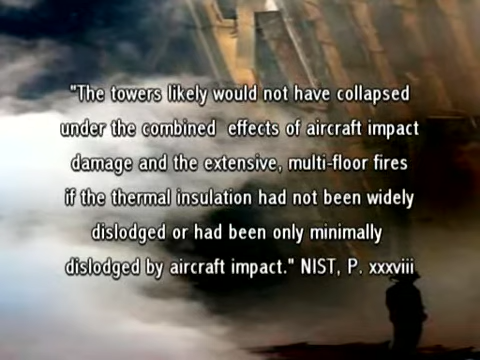 "The towers likely would not have collapsed
under the combined effects of aircraft impact
damage and the extensive, multi-floor fires
if the thermal insulation had not been widely
dislodged or had been only minimally
dislodged by aircraft impact." NIST, P. xxxviii